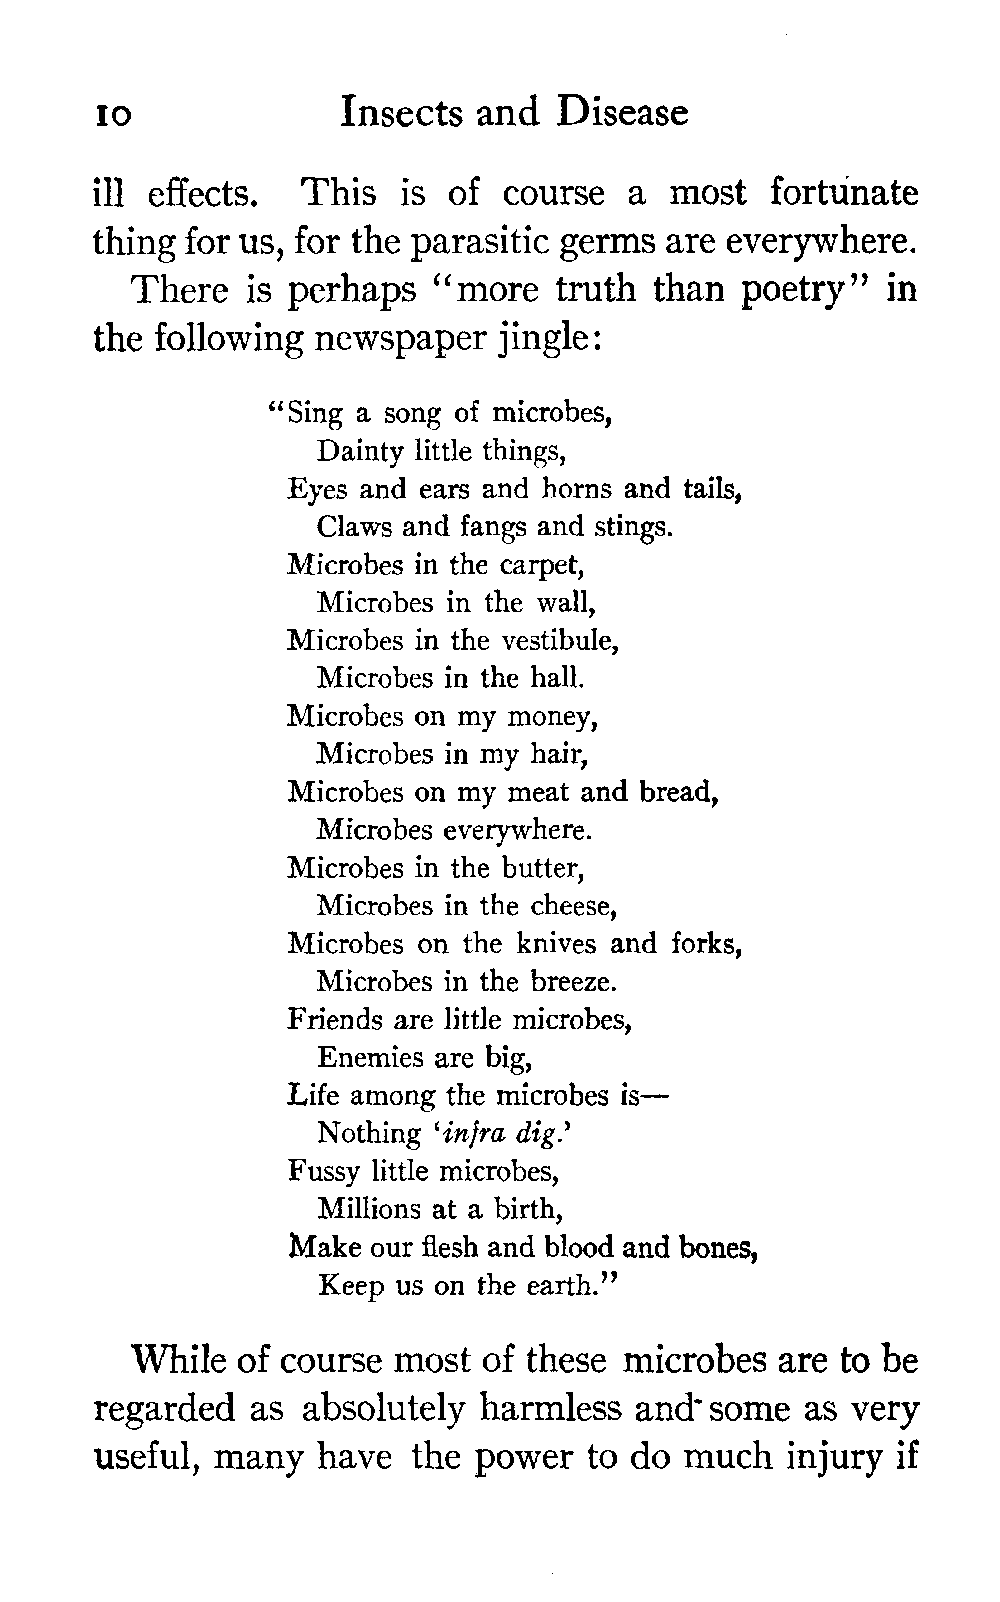 10 Insects and Disease
ill effects. This is of course a most fortunate
thing for us, for the parasitic germs are everywhere.
There is perhaps “more truth than poetry” in
the following newspaper jingle:
“Sing a song of microbes,
Dainty little things,
Eyes and ears and horns and tails,
Claws and fangs and stings.
Microbes in the carpet,
Microbes in the wall,
Microbes in the vestibule,
Microbes in the hall.
Microbes on my money,
Microbes in my hair,
Microbes on my meat and bread,
Microbes everywhere.
Microbes in the butter,
Microbes in the cheese,
Microbes on the knives and forks,
Microbes in the breeze.
Friends are little microbes,
Enemies are big,
Life among the microbes is—
Nothing ‘infra dig.’
Fussy little microbes,
Millions at a birth,
Make our flesh and blood and bones,
Keep us on the earth.”
While of course most of these microbes are to be
regarded as absolutely harmless and some as very
useful, many have the power to do much injury if